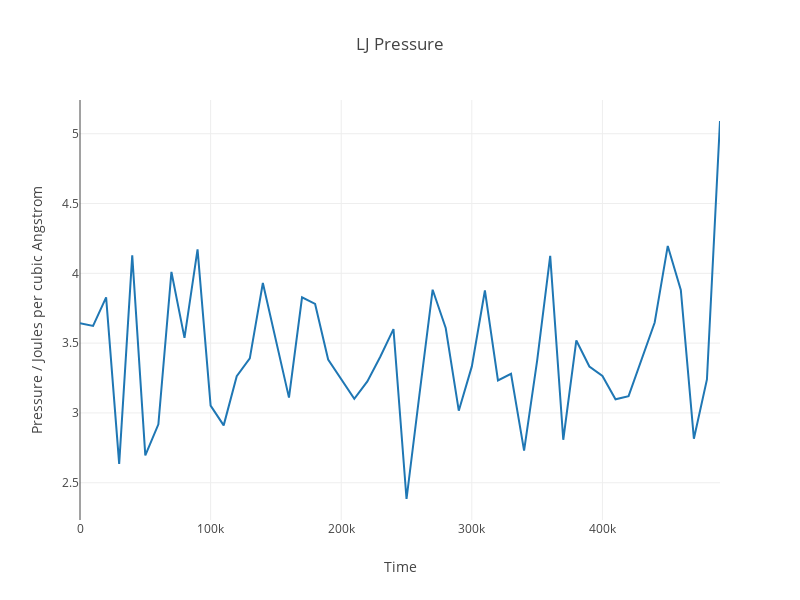 LJ Pressure
Pressure / Joules per cubic Angstrom
5
4.5
4
3.5
3
2.5
0
100k
200k
300k
400k
Time